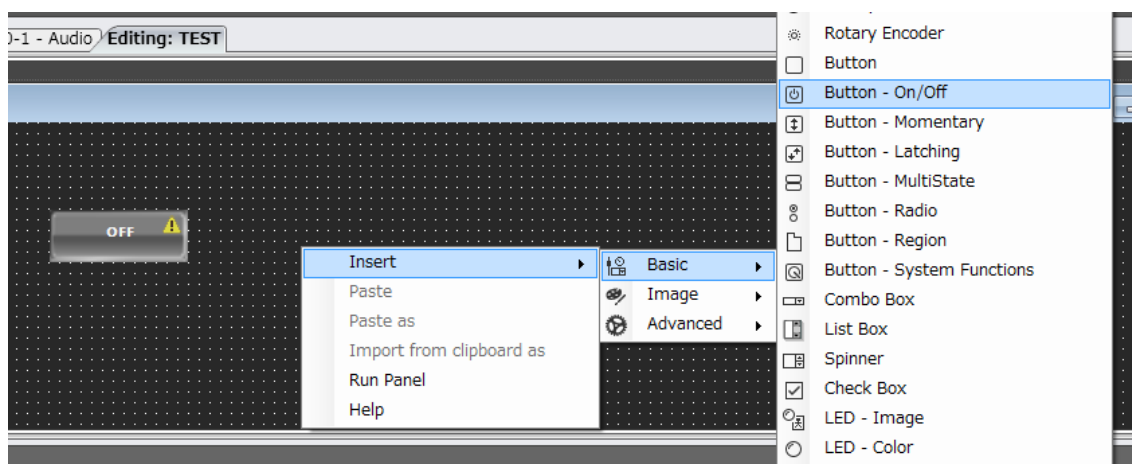 0-1 - Audio
Editing: TEST
OFF
Insert
Paste
Paste as
Import from clipboard as
Run Panel
Help
Basic
Image
Advanced
Rotary Encoder
Button
Button - On/Off
Button - Momentary
Button - Latching
Button - MultiState
Button - Radio
Button - Region
Button - System Functions
Combo Box
List Box
Spinner
Check Box
LED - Image
LED - Color